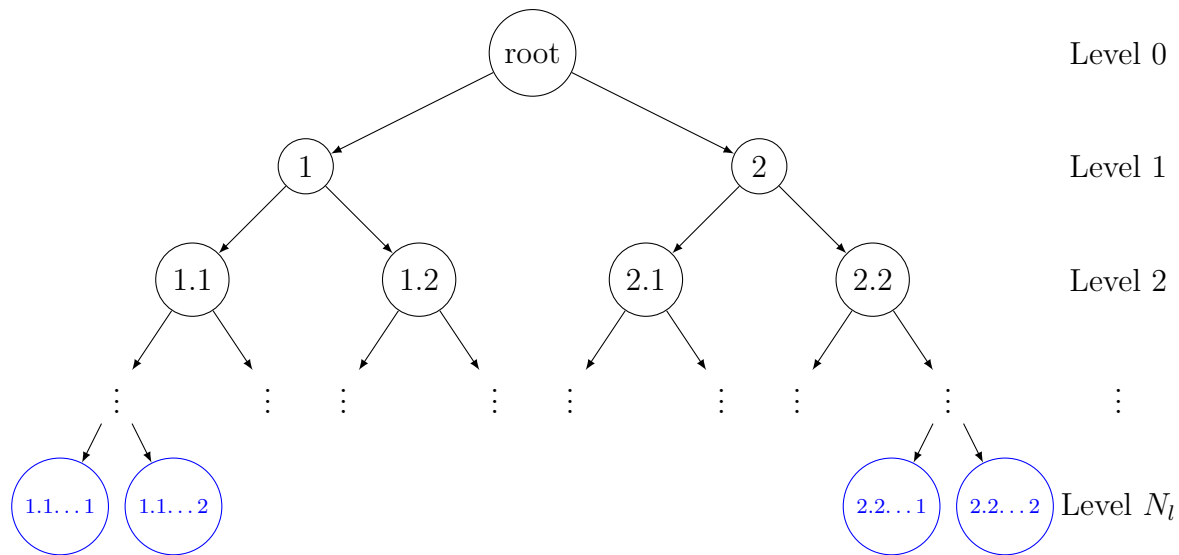 root Level 0
1 2 Level 1
1.1 1.2 2.1 2.2 Level 2
⋮ ⋮ ⋮ ⋮ ⋮ ⋮ ⋮ ⋮ ⋮
1.1...1 1.1...2 2.2...1 2.2...2 Level N_l